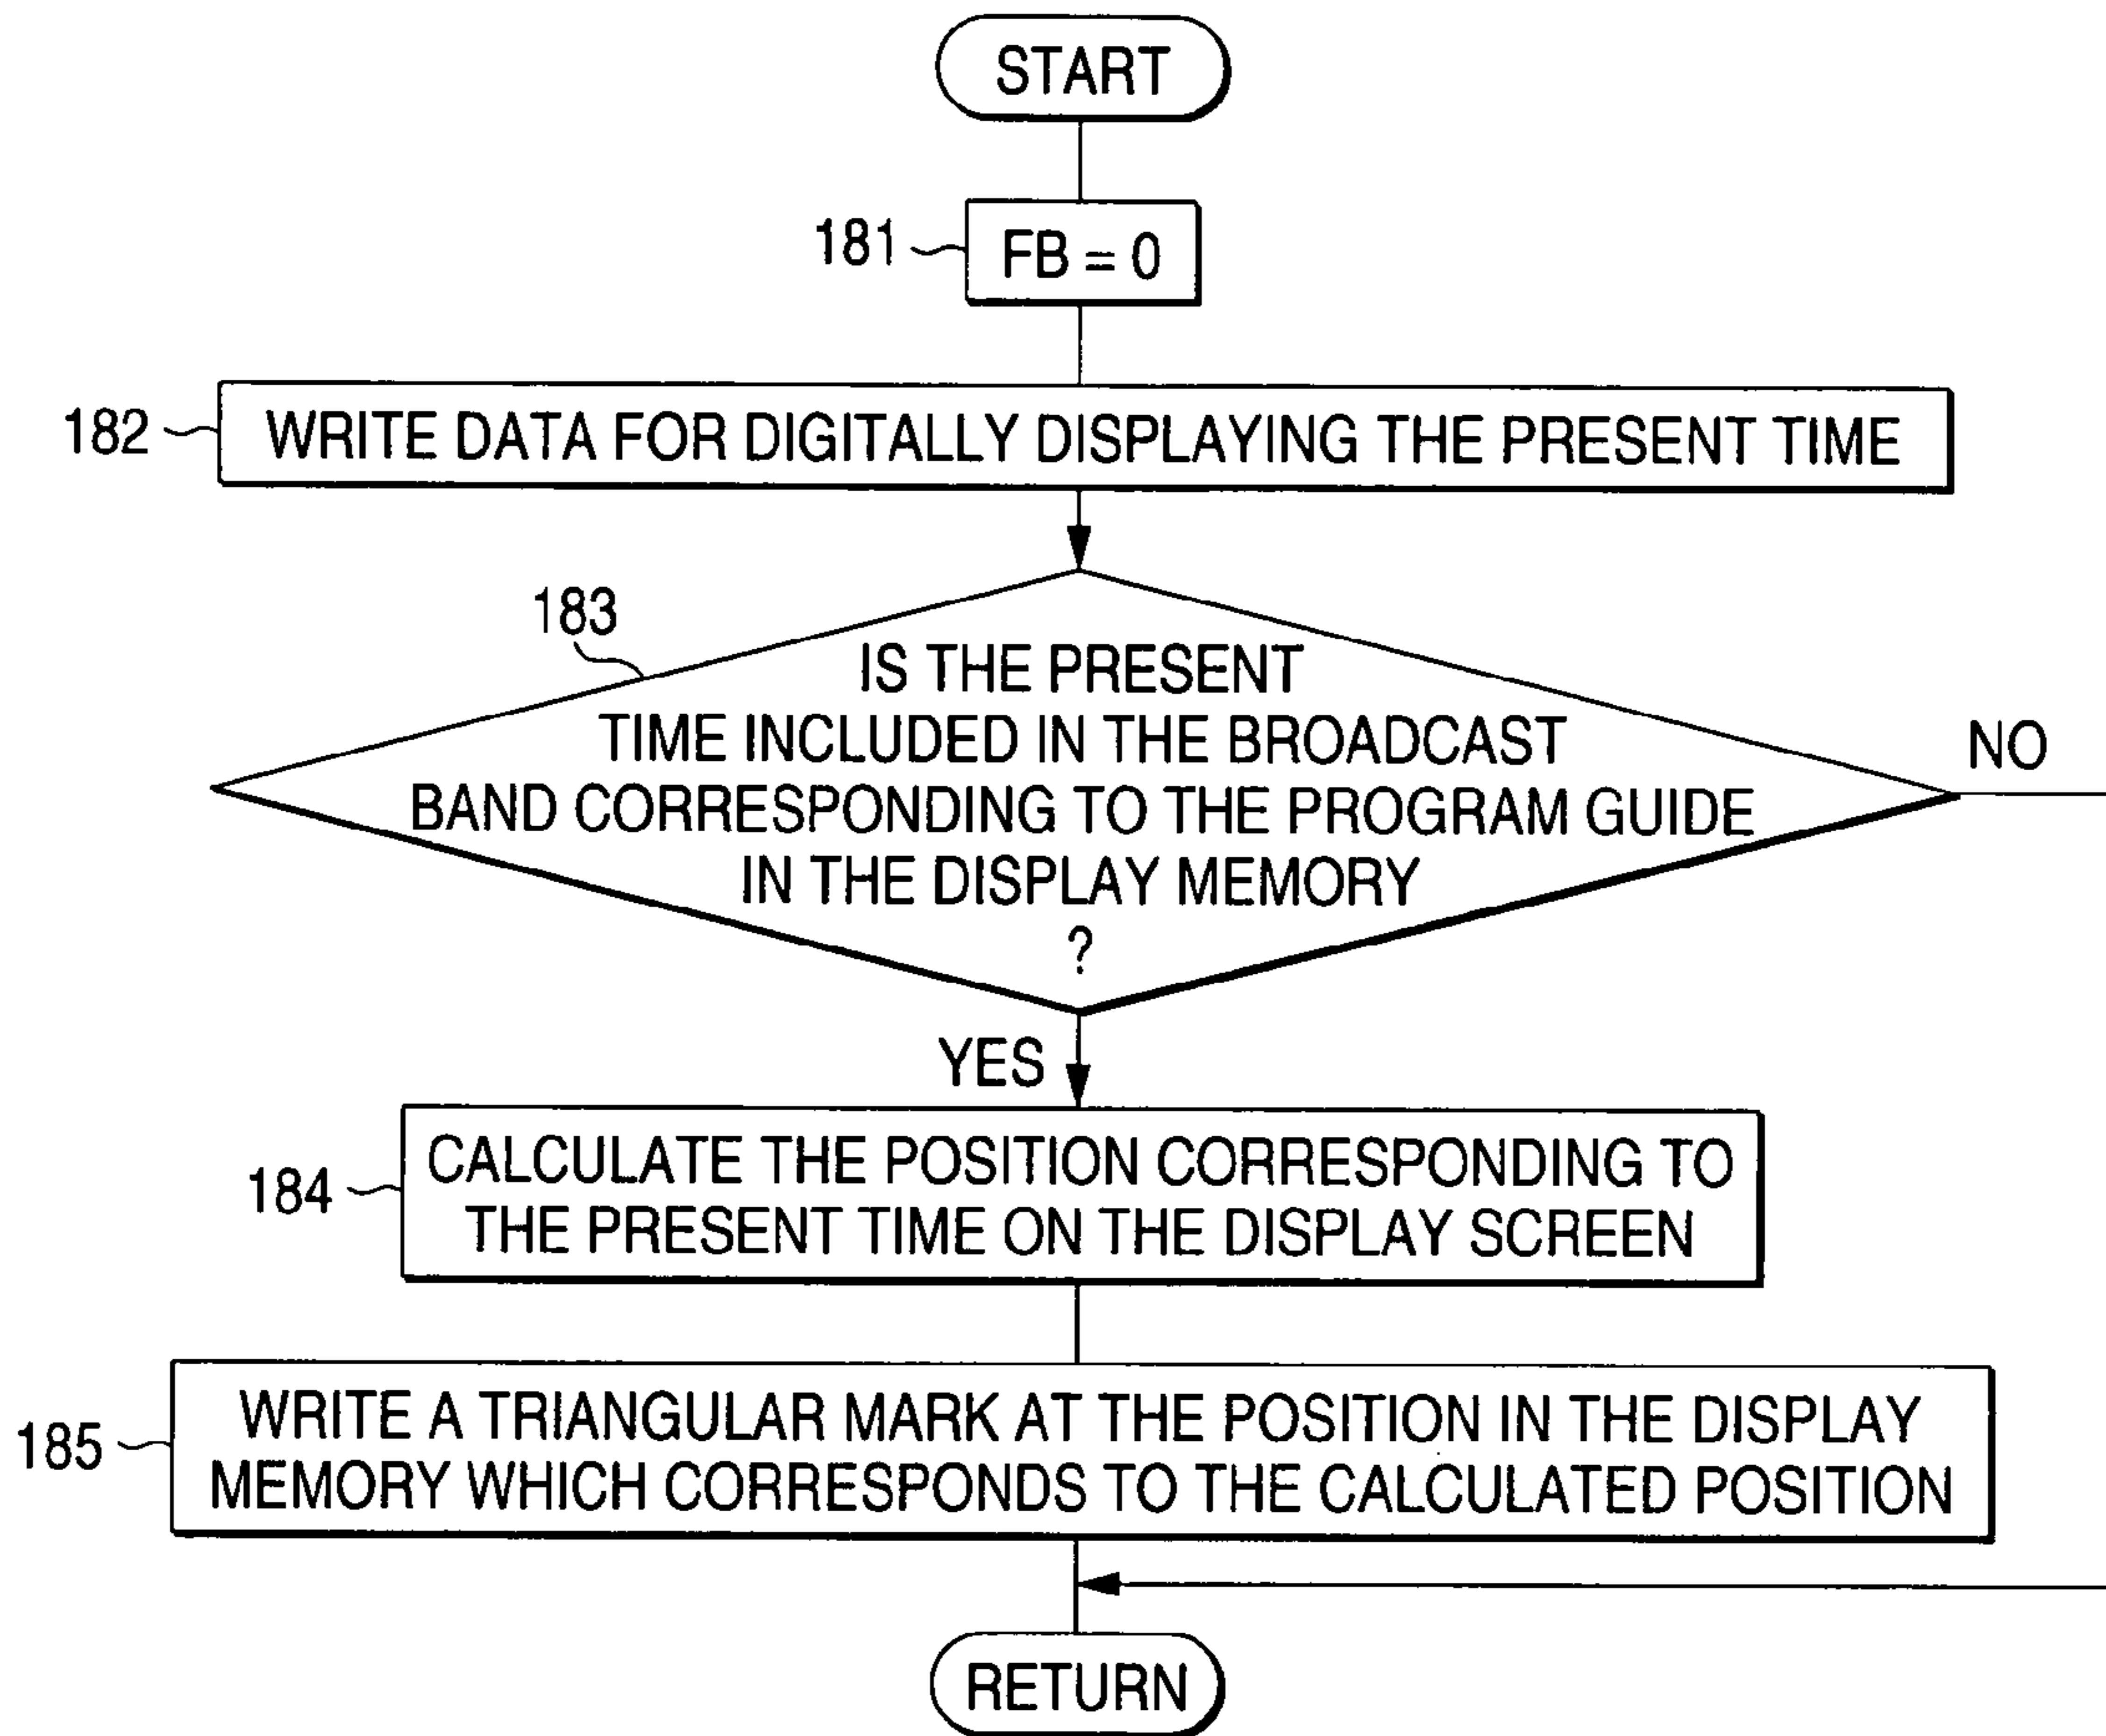 START
181
FB = 0
182
WRITE DATA FOR DIGITALLY DISPLAYING THE PRESENT TIME
183
IS THE PRESENT
TIME INCLUDED IN THE BROADCAST
BAND CORRESPONDING TO THE PROGRAM GUIDE
IN THE DISPLAY MEMORY
?
NO
YES
184
CALCULATE THE POSITION CORRESPONDING TO
THE PRESENT TIME ON THE DISPLAY SCREEN
185
WRITE A TRIANGULAR MARK AT THE POSITION IN THE DISPLAY
MEMORY WHICH CORRESPONDS TO THE CALCULATED POSITION
RETURN